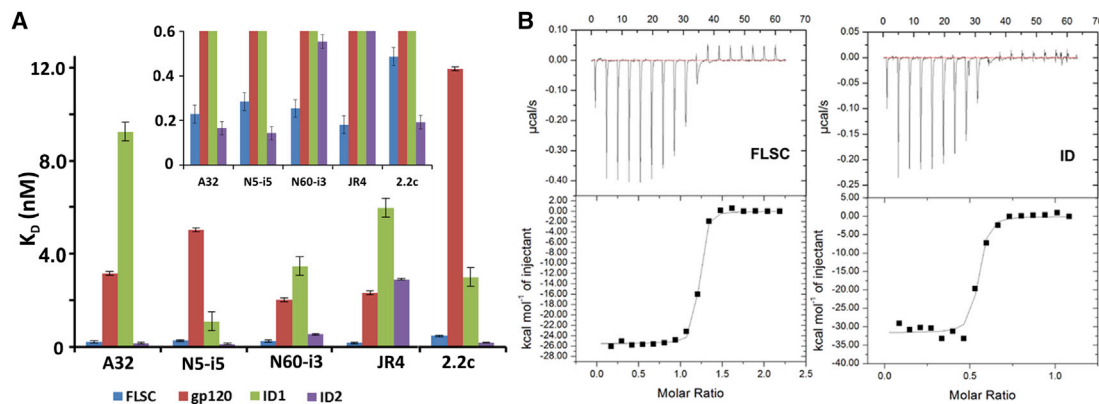 A
K_D (nM)
12.0
9.0
4.0
0
A32 N5-i5 N60-i3 JR4 2.2c
FLSC gp120 ID1 ID2
0.6
0.4
0.2
0
A32 N5-i5 N60-i3 JR4 2.2c
B
0 10 20 30 40 50 60 70
0.00
-0.10
-0.20
-0.30
-0.40
-0.50
µcal/s
FLSC
2.00
0.00
-2.00
-4.00
-6.00
-8.00
-10.00
-12.00
-14.00
-16.00
-18.00
-20.00
-22.00
-24.00
-26.00
-28.00
kcal mol⁻¹ of injectant
0.0 0.5 1.0 1.5 2.0 2.5
Molar Ratio
0 10 20 30 40 50 60
0.05
0.00
-0.05
-0.10
-0.15
-0.20
-0.25
µcal/s
ID
0.00
-5.00
-10.00
-15.00
-20.00
-25.00
-30.00
-35.00
-40.00
kcal mol⁻¹ of injectant
0.0 0.5 1.0
Molar Ratio